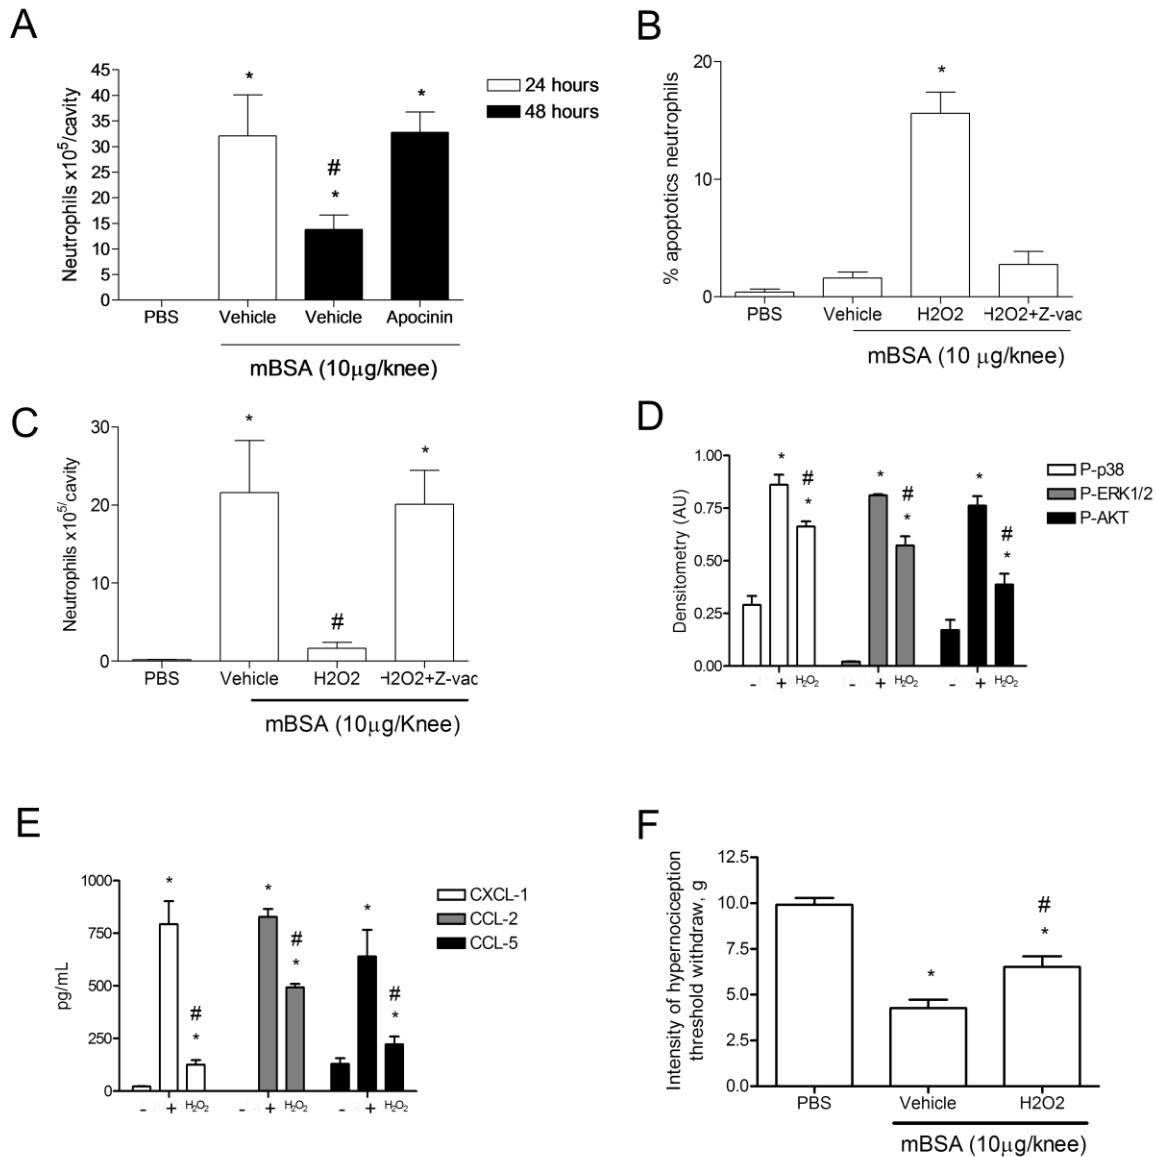 A
Neutrophils x10⁵/cavity
45
40
35
30
25
20
15
10
5
0
*
#
*
*
24 hours
48 hours
PBS
Vehicle
Vehicle
Apocinin
mBSA (10µg/knee)
B
% apoptotics neutrophils
20
10
0
*
PBS
Vehicle
H2O2
H2O2+Z-vac
mBSA (10 µg/knee)
C
Neutrophils x10⁵/cavity
30
20
10
0
*
#
*
PBS
Vehicle
H2O2
H2O2+Z-vac
mBSA (10µg/Knee)
D
Densitometry (AU)
1.00
0.75
0.50
0.25
0.00
*
#
*
*
#
*
*
#
*
P-p38
P-ERK1/2
P-AKT
- + H₂O₂
- + H₂O₂
- + H₂O₂
E
pg/mL
1000
750
500
250
0
*
#
*
*
#
*
*
#
*
CXCL-1
CCL-2
CCL-5
- + H₂O₂
- + H₂O₂
- + H₂O₂
F
Intensity of hypernociception
threshold withdraw, g
12.5
10.0
7.5
5.0
2.5
0.0
*
#
*
PBS
Vehicle
H2O2
mBSA (10µg/knee)